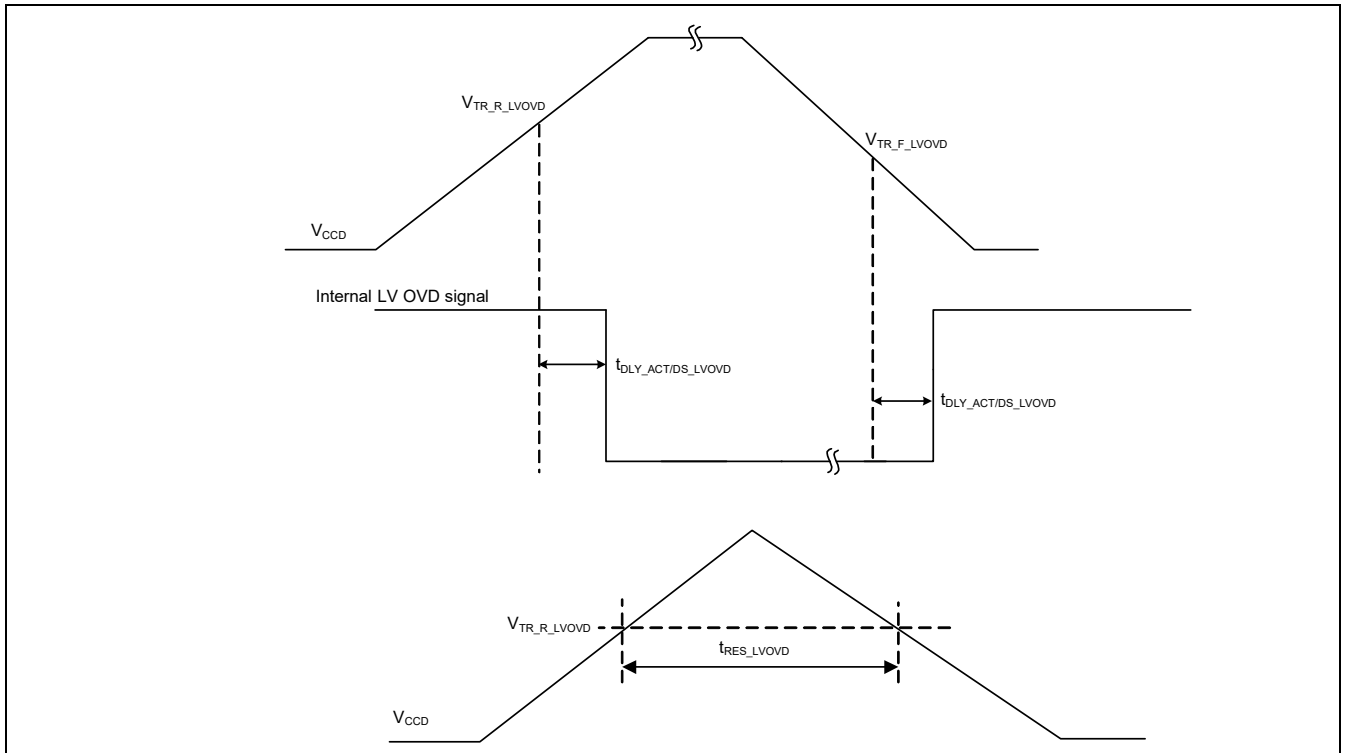 V_TR_R_LVOVD
V_TR_F_LVOVD
V_CCD
Internal LV OVD signal
t_DLY_ACT/DS_LVOVD
t_DLY_ACT/DS_LVOVD
V_TR_R_LVOVD
t_RES_LVOVD
V_CCD